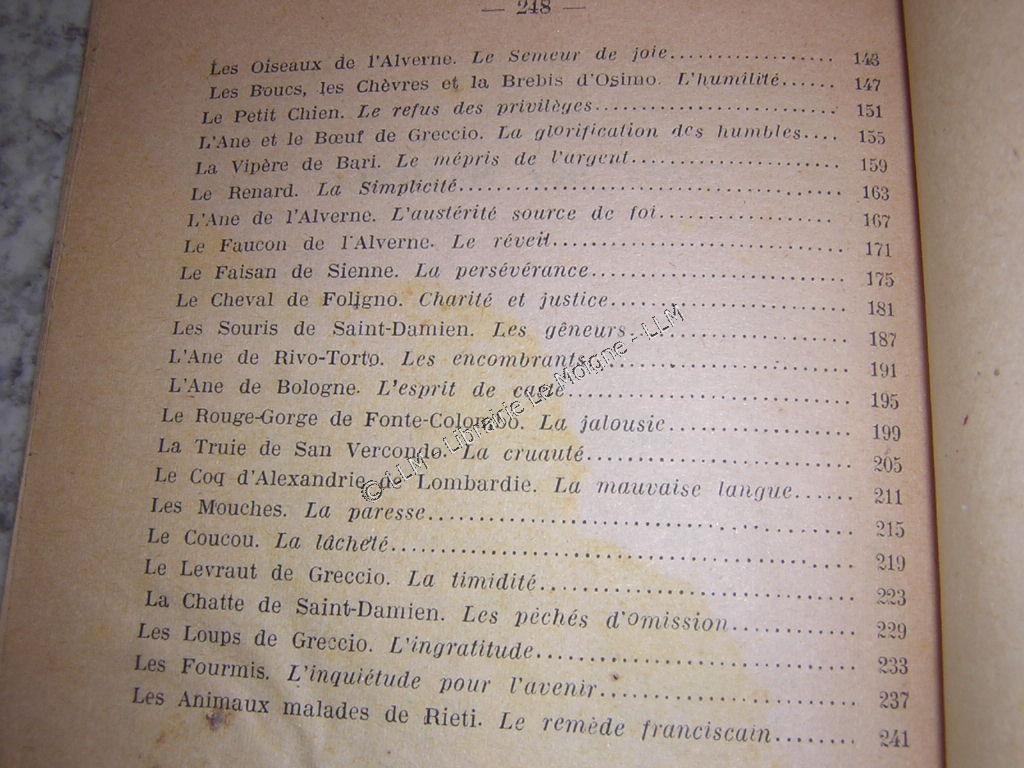 — 248 —
Les Oiseaux de l'Alverne. Le Semeur de joie.................. 143
Les Boucs, les Chèvres et la Brebis d'Osimo. L'humilité...... 147
Le Petit Chien. Le refus des privilèges.......................... 151
L'Ane et le Bœuf de Greccio. La glorification des humbles.... 155
La Vipère de Bari. Le mépris de l'argent....................... 159
Le Renard. La Simplicité.......................................... 163
L'Ane de l'Alverne. L'austérité source de foi................... 167
Le Faucon de l'Alverne. Le réveil................................ 171
Le Faisan de Sienne. La persévérance........................... 175
Le Cheval de Foligno. Charité et justice......................... 181
Les Souris de Saint-Damien. Les gêneurs........................ 187
L'Ane de Rivo-Torto. Les encombrants........................... 191
L'Ane de Bologne. L'esprit de caste.............................. 195
Le Rouge-Gorge de Fonte-Colombo. La jalousie.................. 199
La Truie de San Vercondo. La cruauté........................... 205
Le Coq d'Alexandrie de Lombardie. La mauvaise langue...... 211
Les Mouches. La paresse.......................................... 215
Le Coucou. La lâcheté............................................. 219
Le Levraut de Greccio. La timidité............................... 223
La Chatte de Saint-Damien. Les péchés d'omission............ 229
Les Loups de Greccio. L'ingratitude.............................. 233
Les Fourmis. L'inquiétude pour l'avenir......................... 237
Les Animaux malades de Rieti. Le remède franciscain........ 241
© LLM - Librairie Le Moigne - LLM